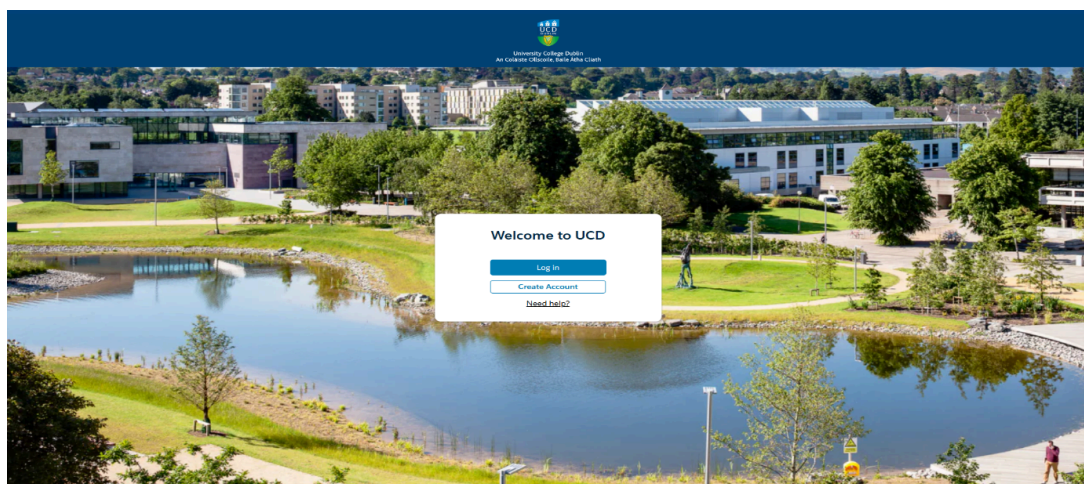 UCD
University College Dublin
An Coláiste Ollscoile, Baile Átha Cliath
Welcome to UCD
Log in
Create Account
Need help?